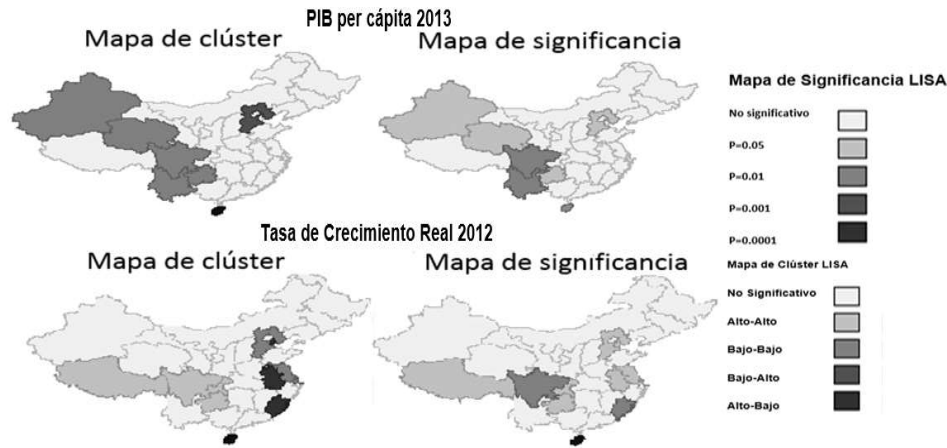 PIB per cápita 2013
Mapa de clúster
Mapa de significancia
Mapa de Significancia LISA
No significativo
P=0.05
P=0.01
P=0.001
P=0.0001
Tasa de Crecimiento Real 2012
Mapa de clúster
Mapa de significancia
Mapa de Clúster LISA
No Significativo
Alto-Alto
Bajo-Bajo
Bajo-Alto
Alto-Bajo